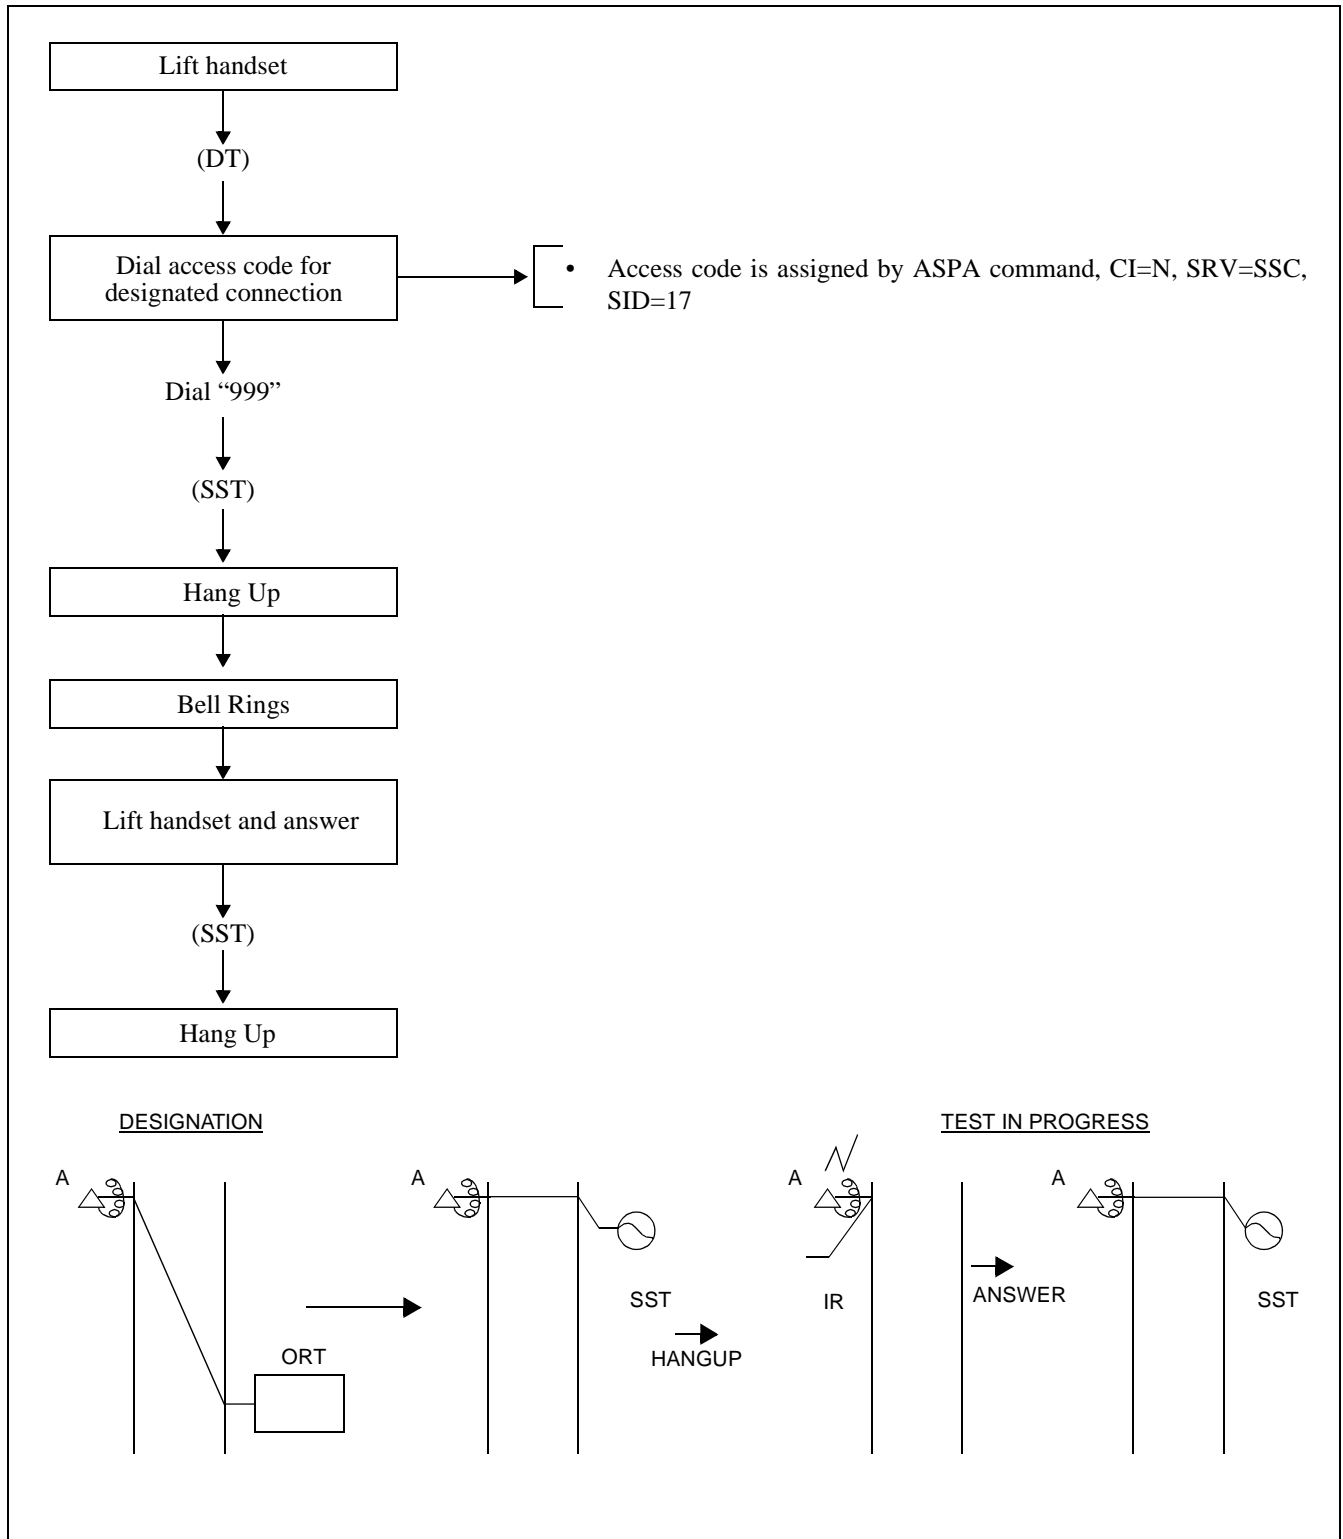 Lift handset
(DT)
Dial access code for
designated connection
• Access code is assigned by ASPA command, CI=N, SRV=SSC,
SID=17
Dial “999”
(SST)
Hang Up
Bell Rings
Lift handset and answer
(SST)
Hang Up
DESIGNATION
TEST IN PROGRESS
A
A
A
A
ORT
SST
HANGUP
IR
ANSWER
SST